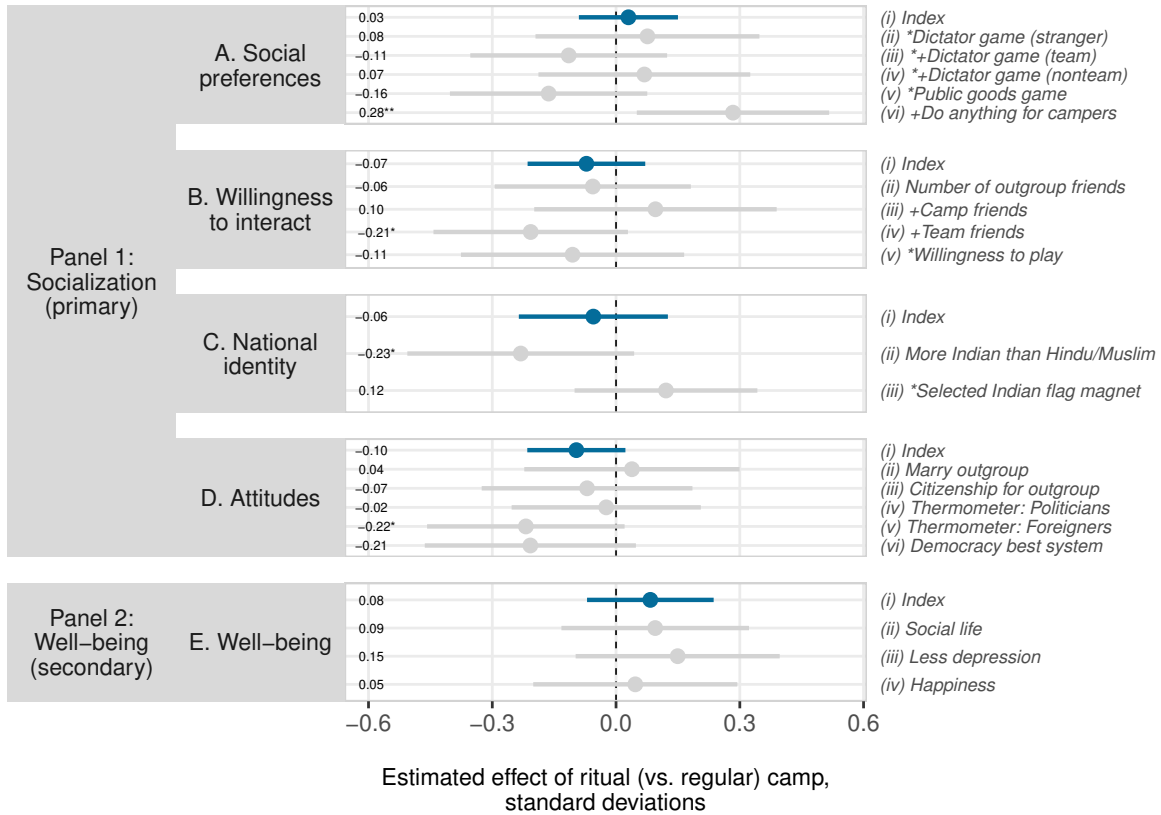 Panel 1:
Socialization
(primary)
A. Social
preferences
0.03
(i) Index
0.08
(ii) *Dictator game (stranger)
−0.11
(iii) *+Dictator game (team)
0.07
(iv) *+Dictator game (nonteam)
−0.16
(v) *Public goods game
0.28**
(vi) +Do anything for campers
B. Willingness
to interact
−0.07
(i) Index
−0.06
(ii) Number of outgroup friends
0.10
(iii) +Camp friends
−0.21*
(iv) +Team friends
−0.11
(v) *Willingness to play
C. National
identity
−0.06
(i) Index
−0.23*
(ii) More Indian than Hindu/Muslim
0.12
(iii) *Selected Indian flag magnet
D. Attitudes
−0.10
(i) Index
0.04
(ii) Marry outgroup
−0.07
(iii) Citizenship for outgroup
−0.02
(iv) Thermometer: Politicians
−0.22*
(v) Thermometer: Foreigners
−0.21
(vi) Democracy best system
Panel 2:
Well−being
(secondary)
E. Well−being
0.08
(i) Index
0.09
(ii) Social life
0.15
(iii) Less depression
0.05
(iv) Happiness
−0.6 −0.3 0.0 0.3 0.6
Estimated effect of ritual (vs. regular) camp,
standard deviations